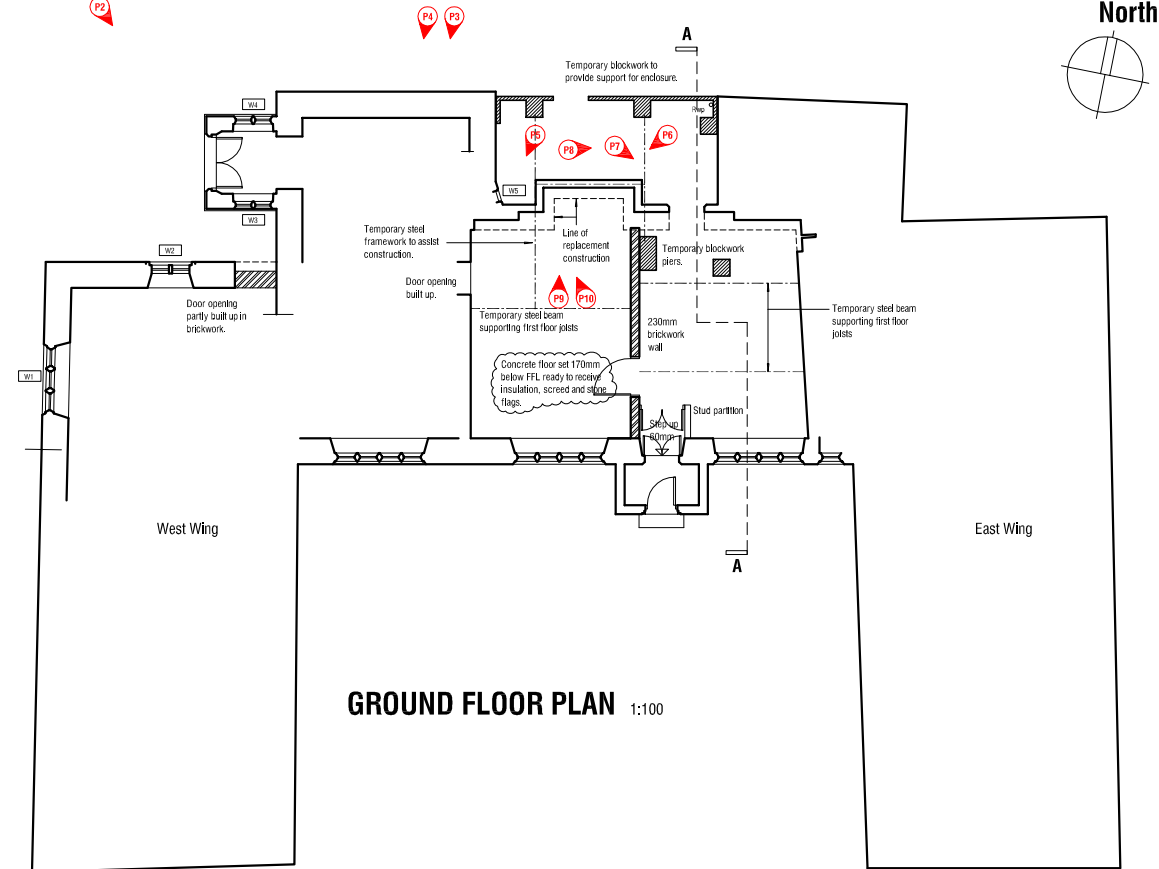 P2
P4
P3
North
A
Temporary blockwork to
provide support for enclosure.
W4
P5
P8
P7
P6
W5
W3
Temporary steel
framework to assist
construction.
Line of
replacement
construction
Temporary blockwork
piers.
W2
Door opening
built up.
Door opening
partly built up in
brickwork.
P9
P10
Temporary steel beam
supporting first floor joists
230mm
brickwork
wall
Temporary steel beam
supporting first floor
joists
W1
Concrete floor set 170mm
below FFL ready to receive
insulation, screed and stone
flags.
Stud partition
Step up
60mm
West Wing
East Wing
A
GROUND FLOOR PLAN 1:100